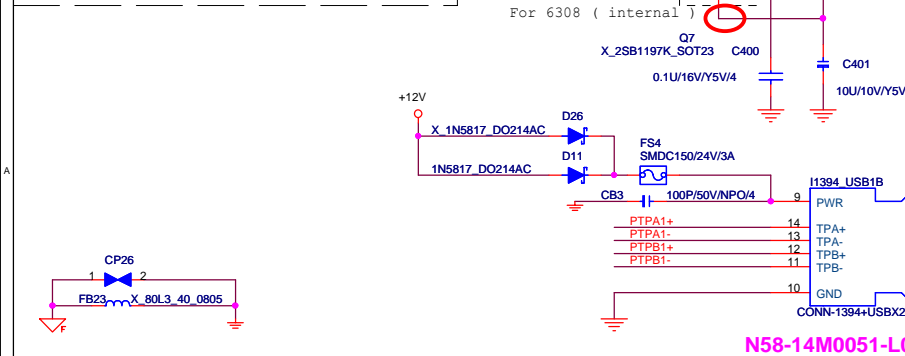 For 6308 ( internal )
Q7
X_2SB1197K_SOT23
C400
0.1U/16V/Y5V/4
C401
10U/10V/Y5V
+12V
D26
X_1N5817_DO214AC
D11
1N5817_DO214AC
FS4
SMDC150/24V/3A
CB3
100P/50V/NPO/4
I1394_USB1B
9 PWR
PTPA1+ 14 TPA+
PTPA1- 13 TPA-
PTPB1+ 12 TPB+
PTPB1- 11 TPB-
10 GND
CONN-1394+USBX2
A
CP26
1 2
FB23 X_80L3_40_0805
F